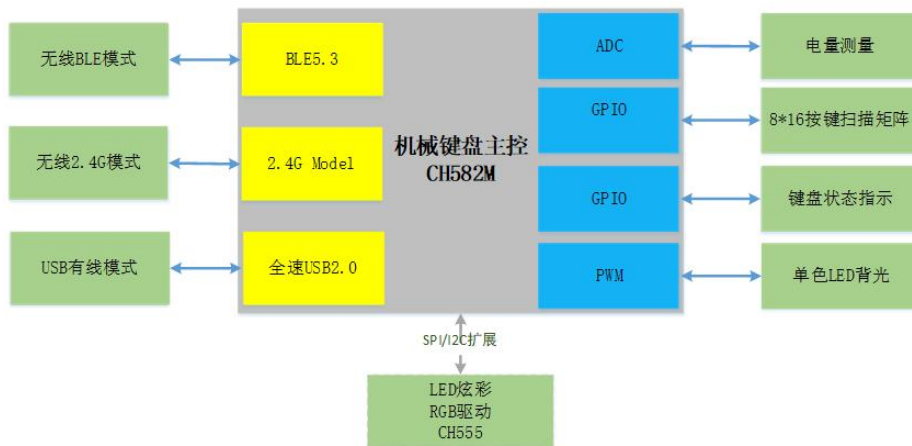 无线BLE模式
BLE5.3
ADC
电量测量
GPIO
8*16按键扫描矩阵
机械键盘主控
CH582M
无线2.4G模式
2.4G Model
GPIO
键盘状态指示
USB有线模式
全速USB2.0
PWM
单色LED背光
SPI/I2C扩展
LED炫彩
RGB驱动
CH555